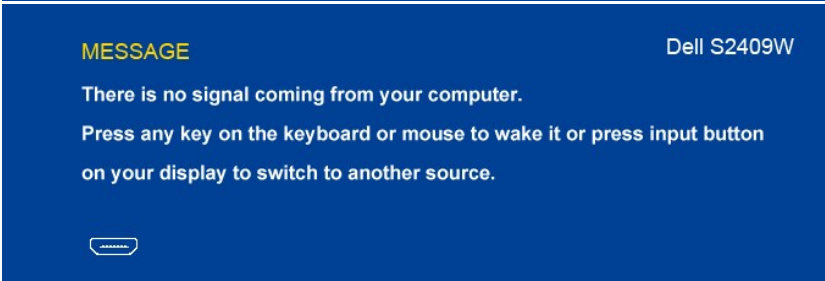 MESSAGE
Dell S2409W
There is no signal coming from your computer.
Press any key on the keyboard or mouse to wake it or press input button
on your display to switch to another source.